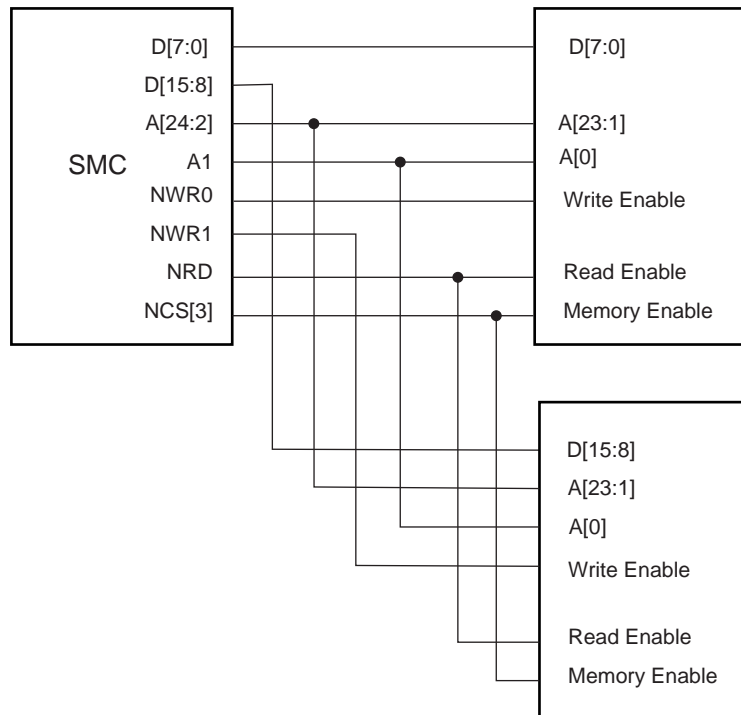 SMC
D[7:0]
D[15:8]
A[24:2]
A1
NWR0
NWR1
NRD
NCS[3]
D[7:0]
A[23:1]
A[0]
Write Enable
Read Enable
Memory Enable
D[15:8]
A[23:1]
A[0]
Write Enable
Read Enable
Memory Enable